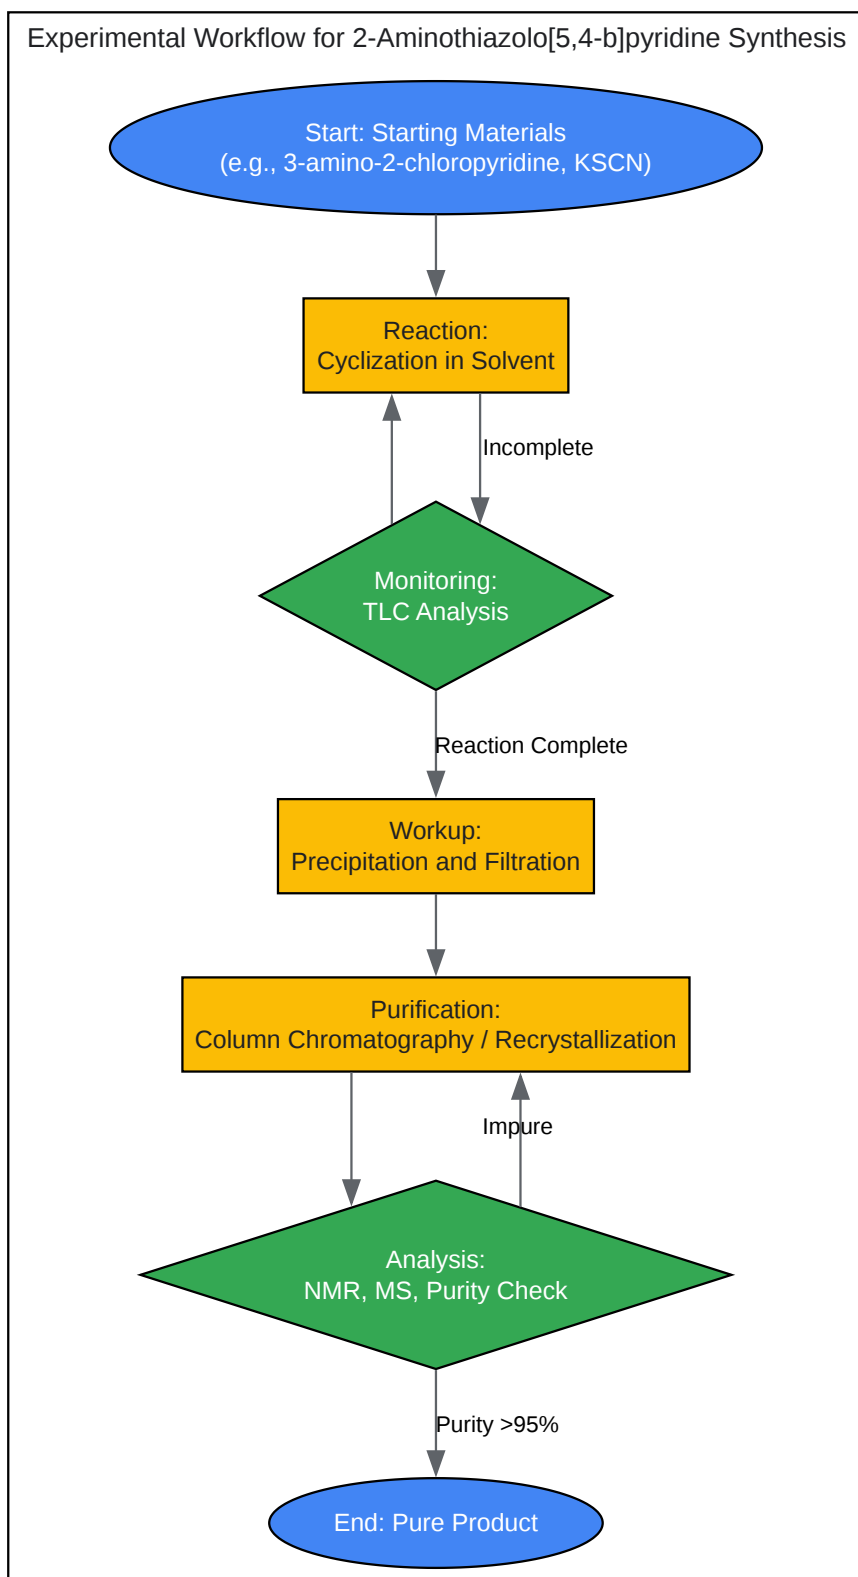 Experimental Workflow for 2-Aminothiazolo[5,4-b]pyridine Synthesis
Start: Starting Materials
(e.g., 3-amino-2-chloropyridine, KSCN)
Reaction:
Cyclization in Solvent
Incomplete
Monitoring:
TLC Analysis
Reaction Complete
Workup:
Precipitation and Filtration
Purification:
Column Chromatography / Recrystallization
Impure
Analysis:
NMR, MS, Purity Check
Purity >95%
End: Pure Product